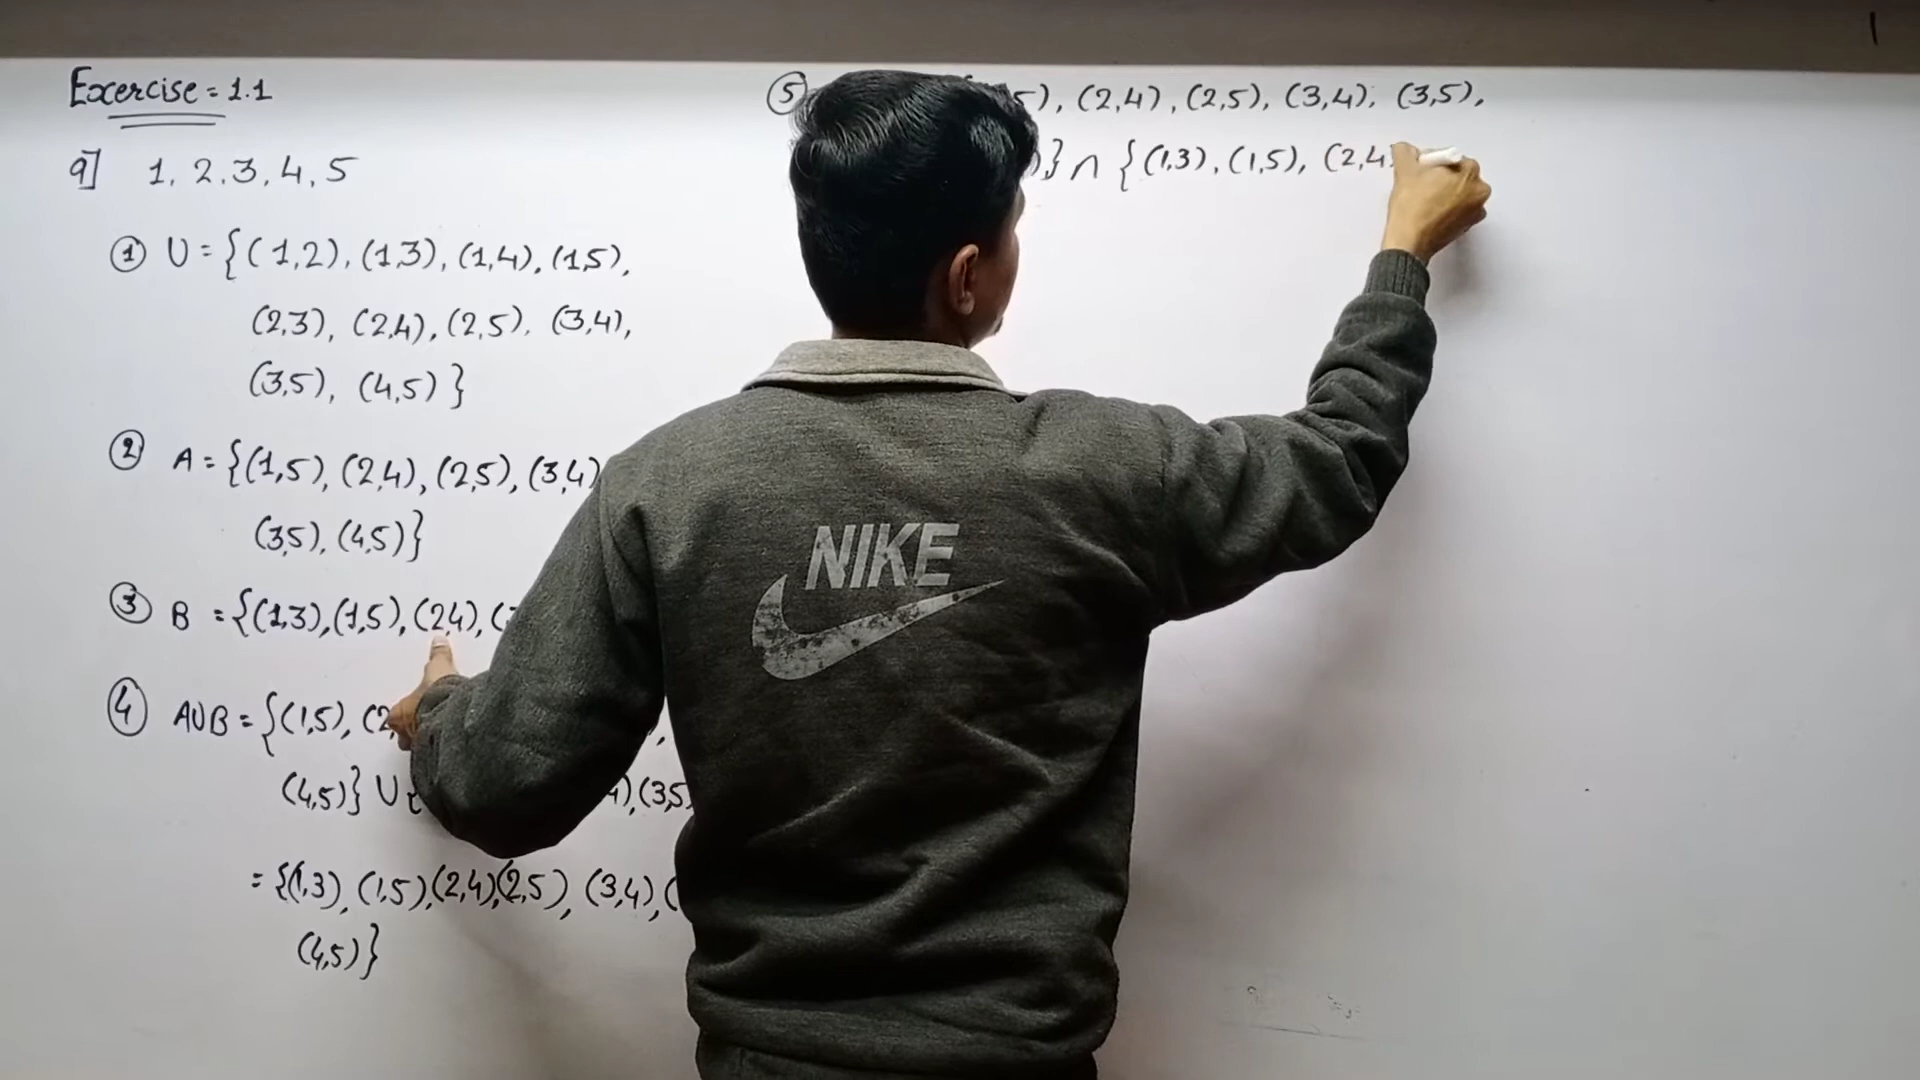 Excercise = 1.1
9] 1, 2, 3, 4, 5
① U = {(1,2), (1,3), (1,4), (1,5),
(2,3), (2,4), (2,5), (3,4),
(3,5), (4,5)}
② A = {(1,5), (2,4), (2,5), (3,4)
(3,5), (4,5)}
③ B = {(1,3), (1,5), (2,4), (
④ A∪B = {(1,5), (2,
(4,5)} ∪ {), (3,5
= {(1,3), (1,5), (2,4), (2,5), (3,4), (
(4,5)}
⑤ 5), (2,4), (2,5), (3,4), (3,5),
)} ∩ {(1,3), (1,5), (2,4)
NIKE